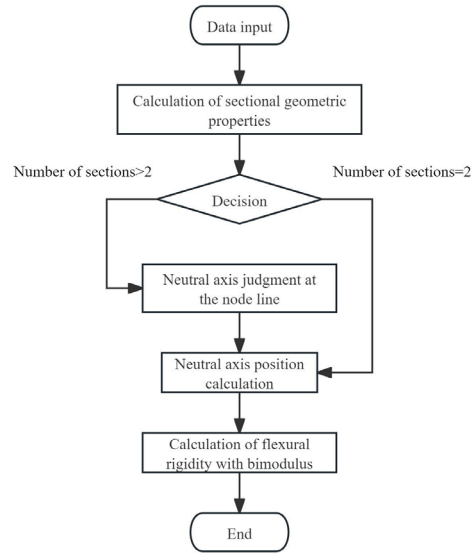 Data input
Calculation of sectional geometric
properties
Number of sections>2
Number of sections=2
Decision
Neutral axis judgment at
the node line
Neutral axis position
calculation
Calculation of flexural
rigidity with bimodulus
End